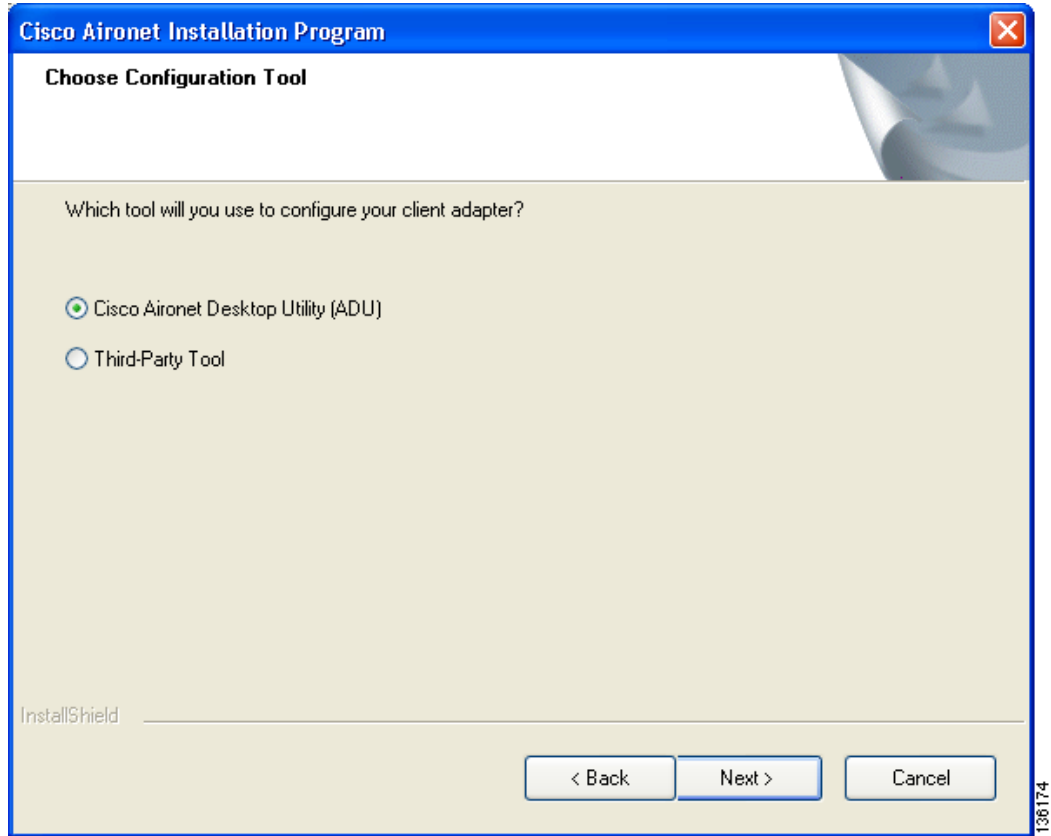 Cisco Aironet Installation Program
Choose Configuration Tool
Which tool will you use to configure your client adapter?
Cisco Aironet Desktop Utility (ADU)
Third-Party Tool
InstallShield
< Back
Next >
Cancel
136174